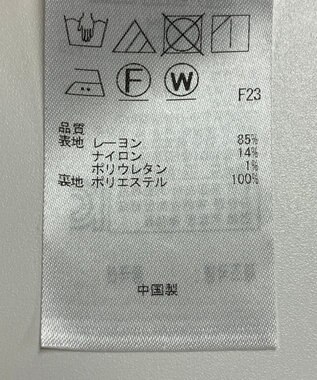 F W
F23
品質
表地 レーヨン 85%
ナイロン 14%
ポリウレタン 1%
裏地 ポリエステル 100%
中国製